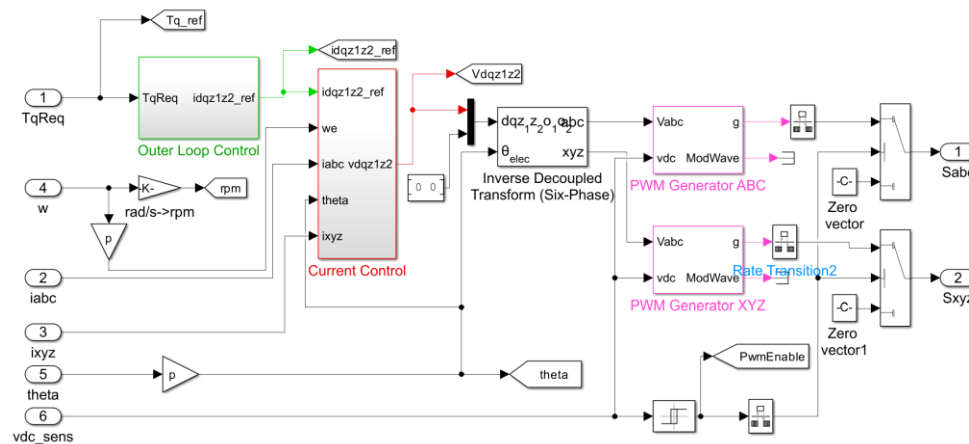 Tq_ref
idqz1z2_ref
Vdqz1z2
1
TqReq
TqReq
idqz1z2_ref
Outer Loop Control
idqz1z2_ref
we
iabc
vdqz1z2
theta
ixyz
Current Control
4
w
-K-
rad/s->rpm
rpm
p
0 0
dqz1z2o1o2
abc
θelec
xyz
Inverse Decoupled
Transform (Six-Phase)
Vabc
g
vdc
ModWave
PWM Generator ABC
-C-
Zero
vector
1
Sabc
Vabc
g
vdc
ModWave
PWM Generator XYZ
Rate Transition2
-C-
Zero
vector1
2
Sxyz
2
iabc
3
ixyz
5
theta
p
theta
PwmEnable
6
vdc_sens